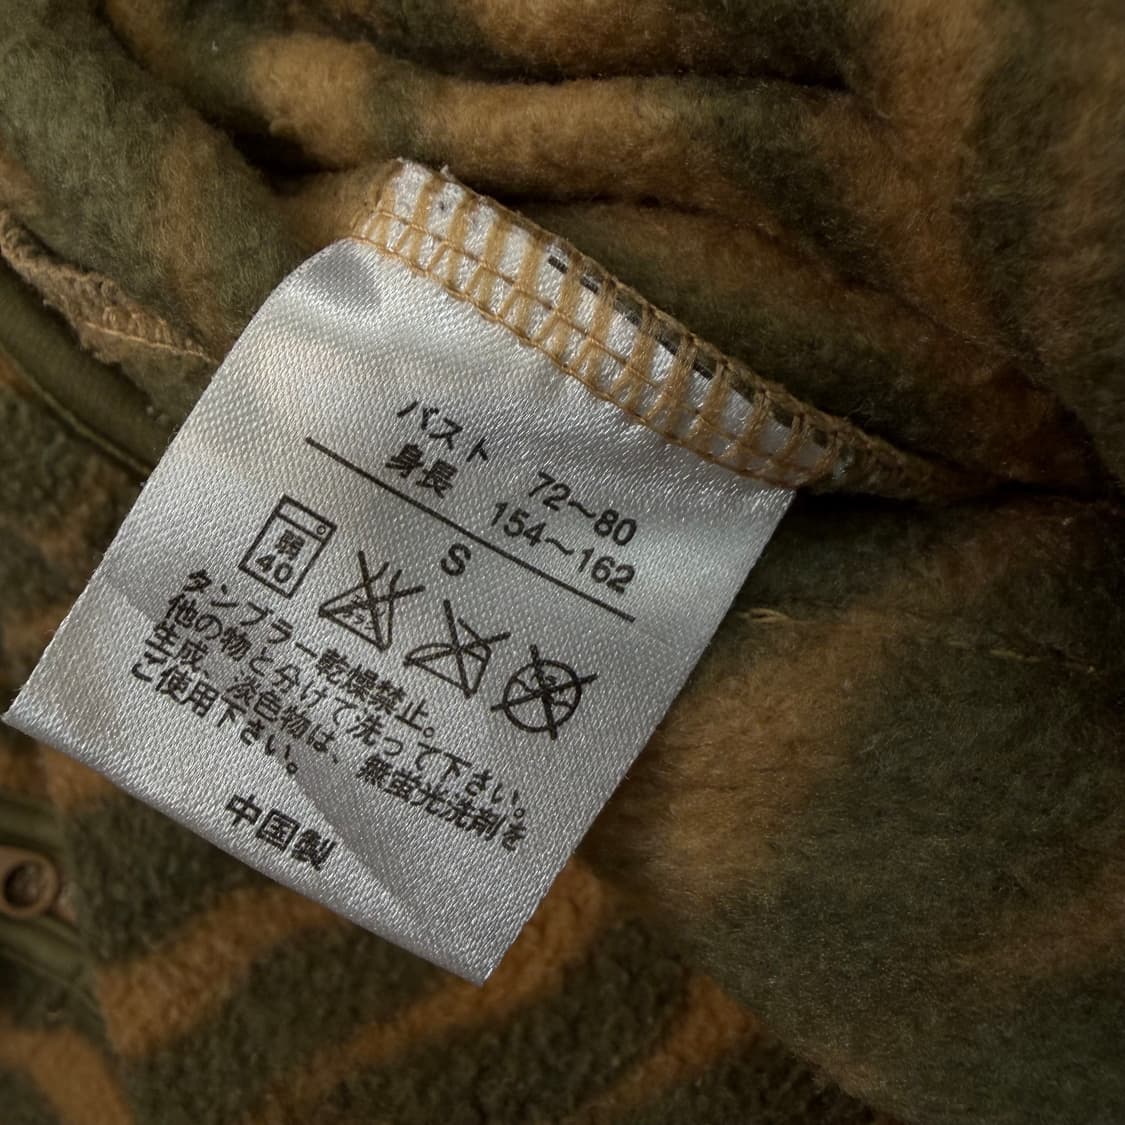 バスト 72～80
身長 154～162
S
弱
40
タンブラー乾燥禁止。
他の物と分けて洗って下さい。
生成、淡色物は、無蛍光洗剤を
ご使用下さい。
中国製